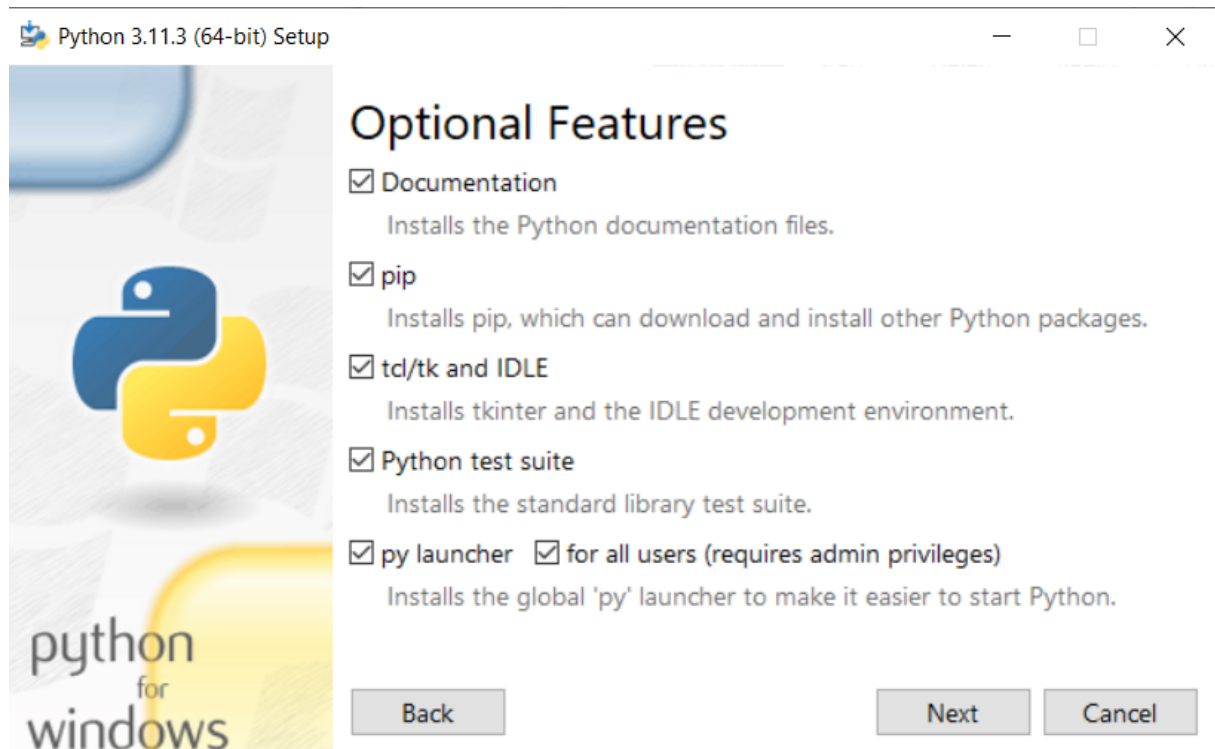 Python 3.11.3 (64-bit) Setup
Optional Features
Documentation
Installs the Python documentation files.
pip
Installs pip, which can download and install other Python packages.
tcl/tk and IDLE
Installs tkinter and the IDLE development environment.
Python test suite
Installs the standard library test suite.
py launcher for all users (requires admin privileges)
Installs the global 'py' launcher to make it easier to start Python.
python
for
windows
Back Next Cancel